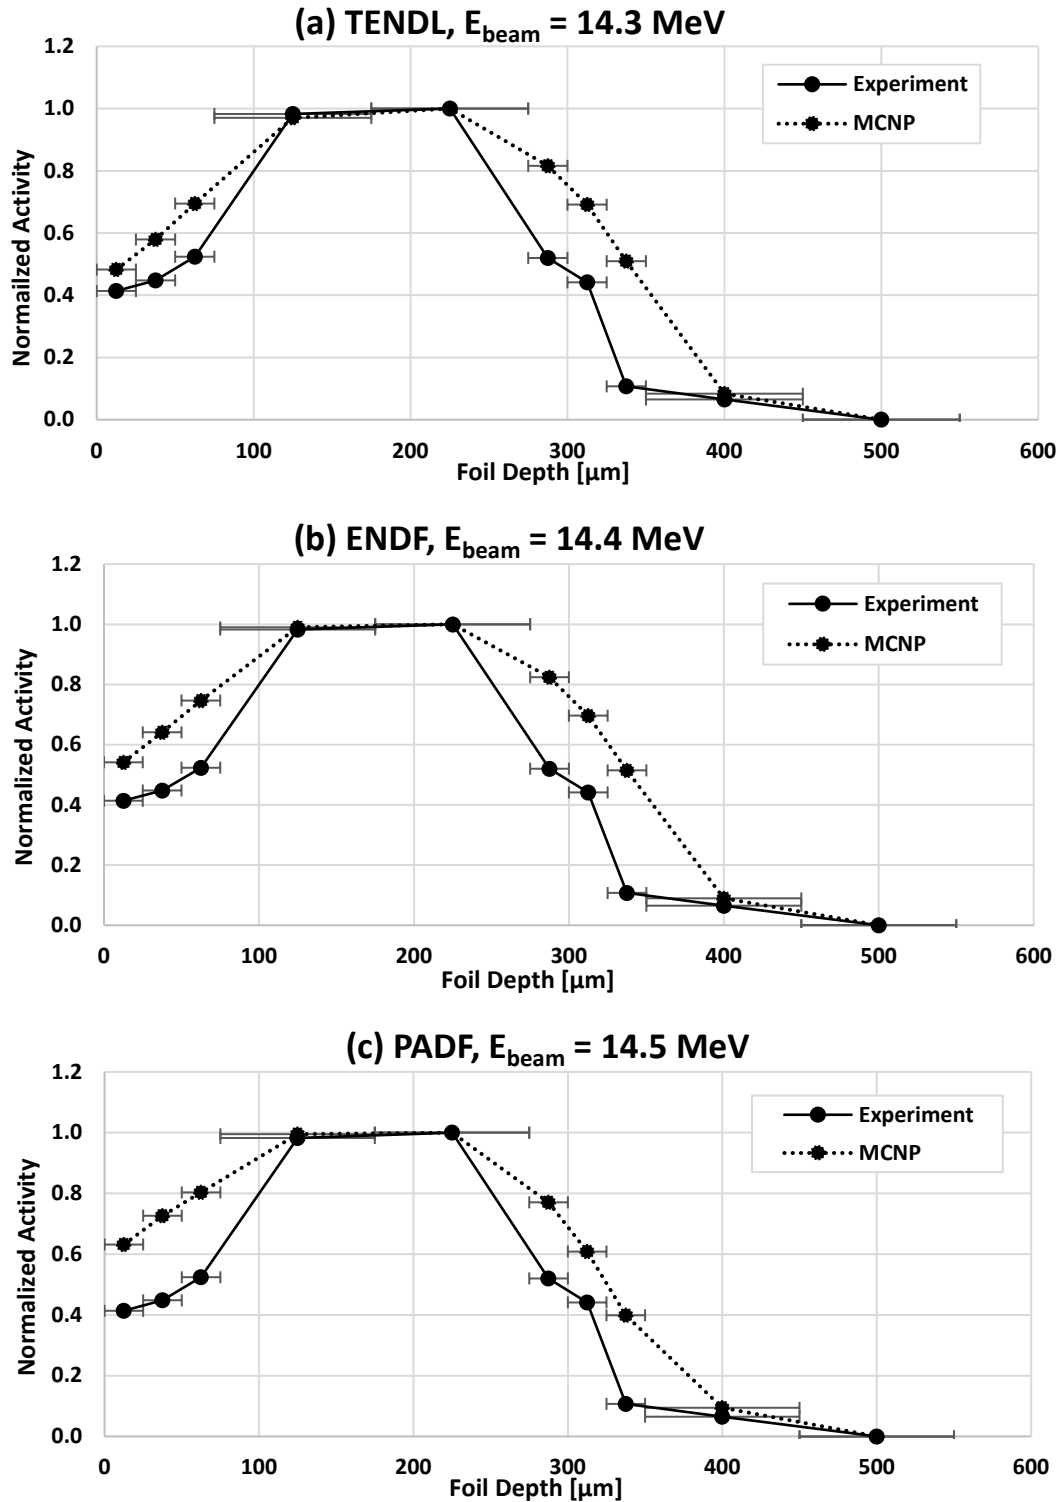 (a) TENDL, Ebeam = 14.3 MeV
1.2
Experiment
1.0
MCNP
0.8
0.6
0.4
0.2
0.0
Normailzed Activity
0 100 200 300 400 500 600
Foil Depth [µm]
(b) ENDF, Ebeam = 14.4 MeV
1.2
Experiment
1.0
MCNP
0.8
0.6
0.4
0.2
0.0
Normalized Activity
0 100 200 300 400 500 600
Foil Depth [µm]
(c) PADF, Ebeam = 14.5 MeV
1.2
Experiment
1.0
MCNP
0.8
0.6
0.4
0.2
0.0
Normalized Activity
0 100 200 300 400 500 600
Foil Depth [µm]